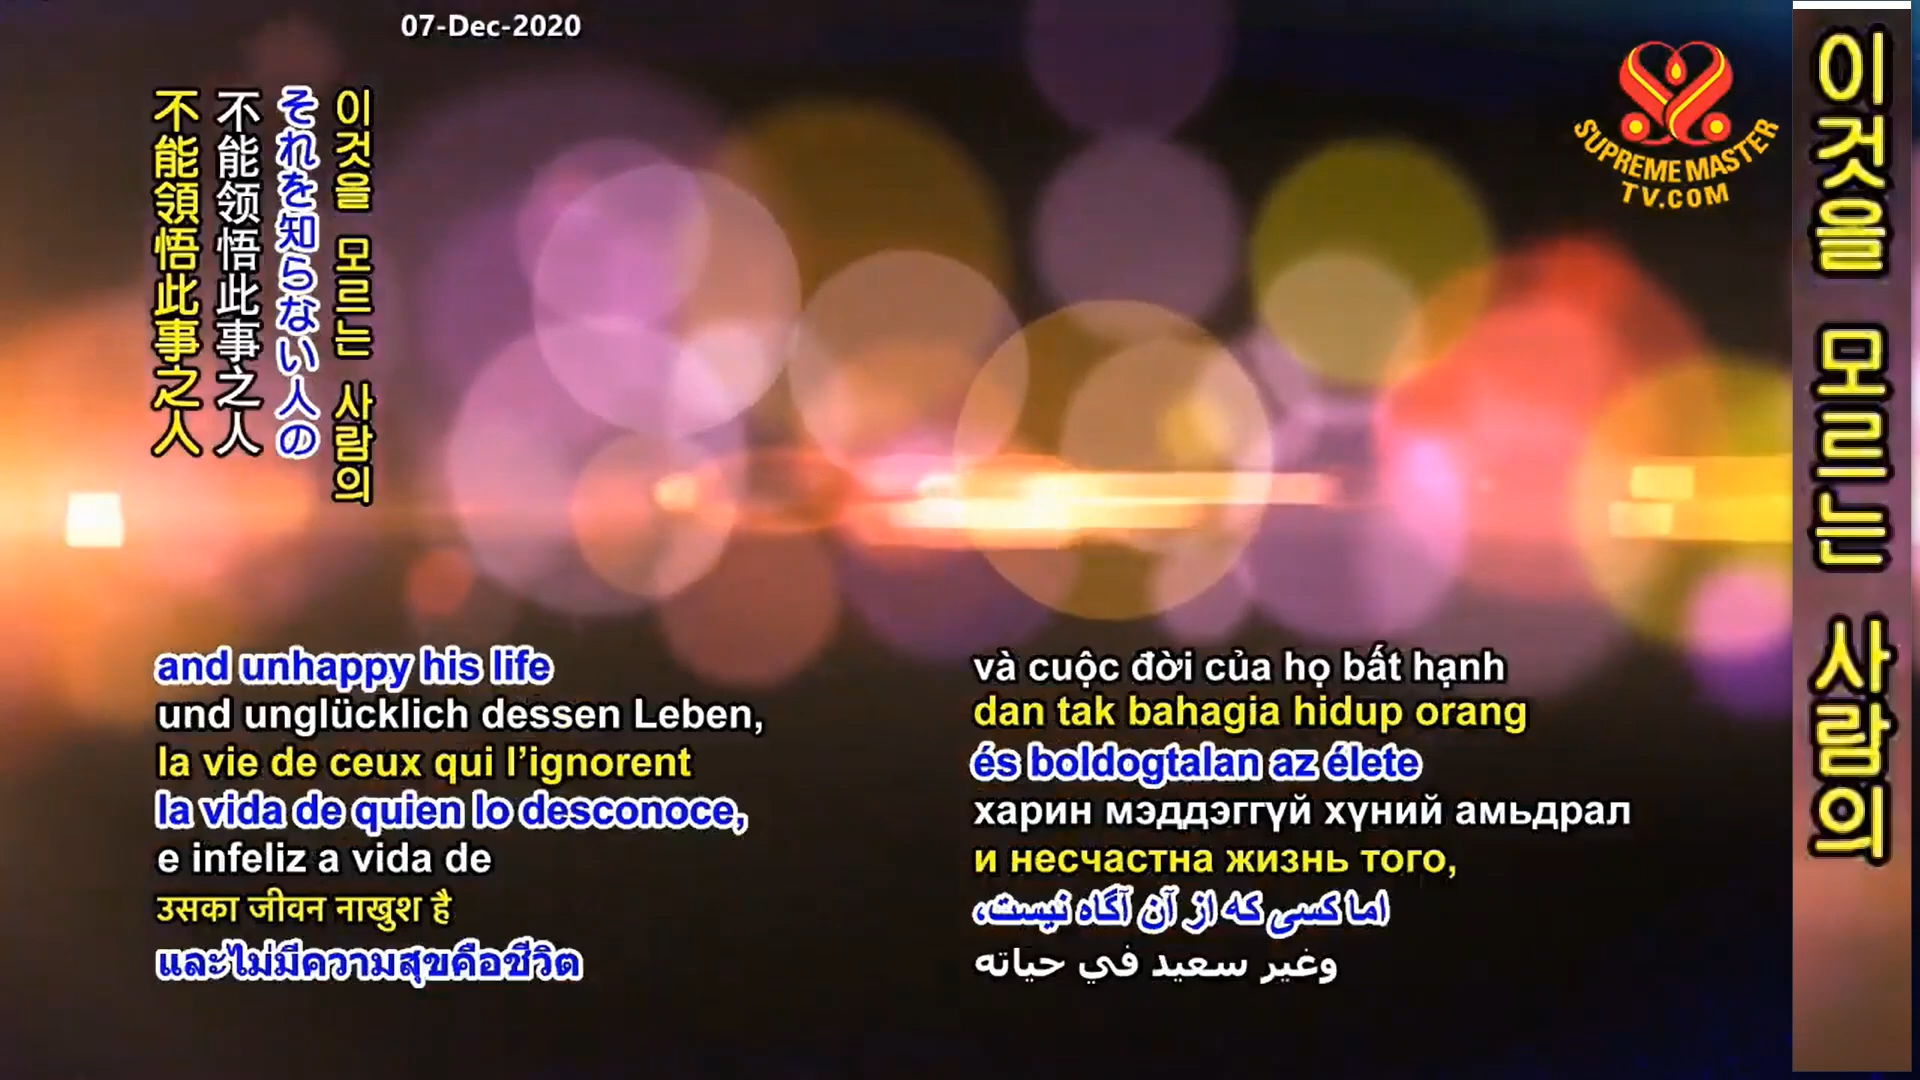 07-Dec-2020
SUPREME MASTER
TV.COM
이것을 모르는 사람의
それを知らない人の
不能领悟此事之人
不能領悟此事之人
and unhappy his life
und unglücklich dessen Leben,
la vie de ceux qui l’ignorent
la vida de quien lo desconoce,
e infeliz a vida de
उसका जीवन नाखुश है
และไม่มีความสุขคือชีวิต
và cuộc đời của họ bất hạnh
dan tak bahagia hidup orang
és boldogtalan az élete
харин мэддэггүй хүний амьдрал
и несчастна жизнь того,
اما کسی که از آن آگاه نیست،
وغير سعيد في حياته
이것을 모르는 사람의